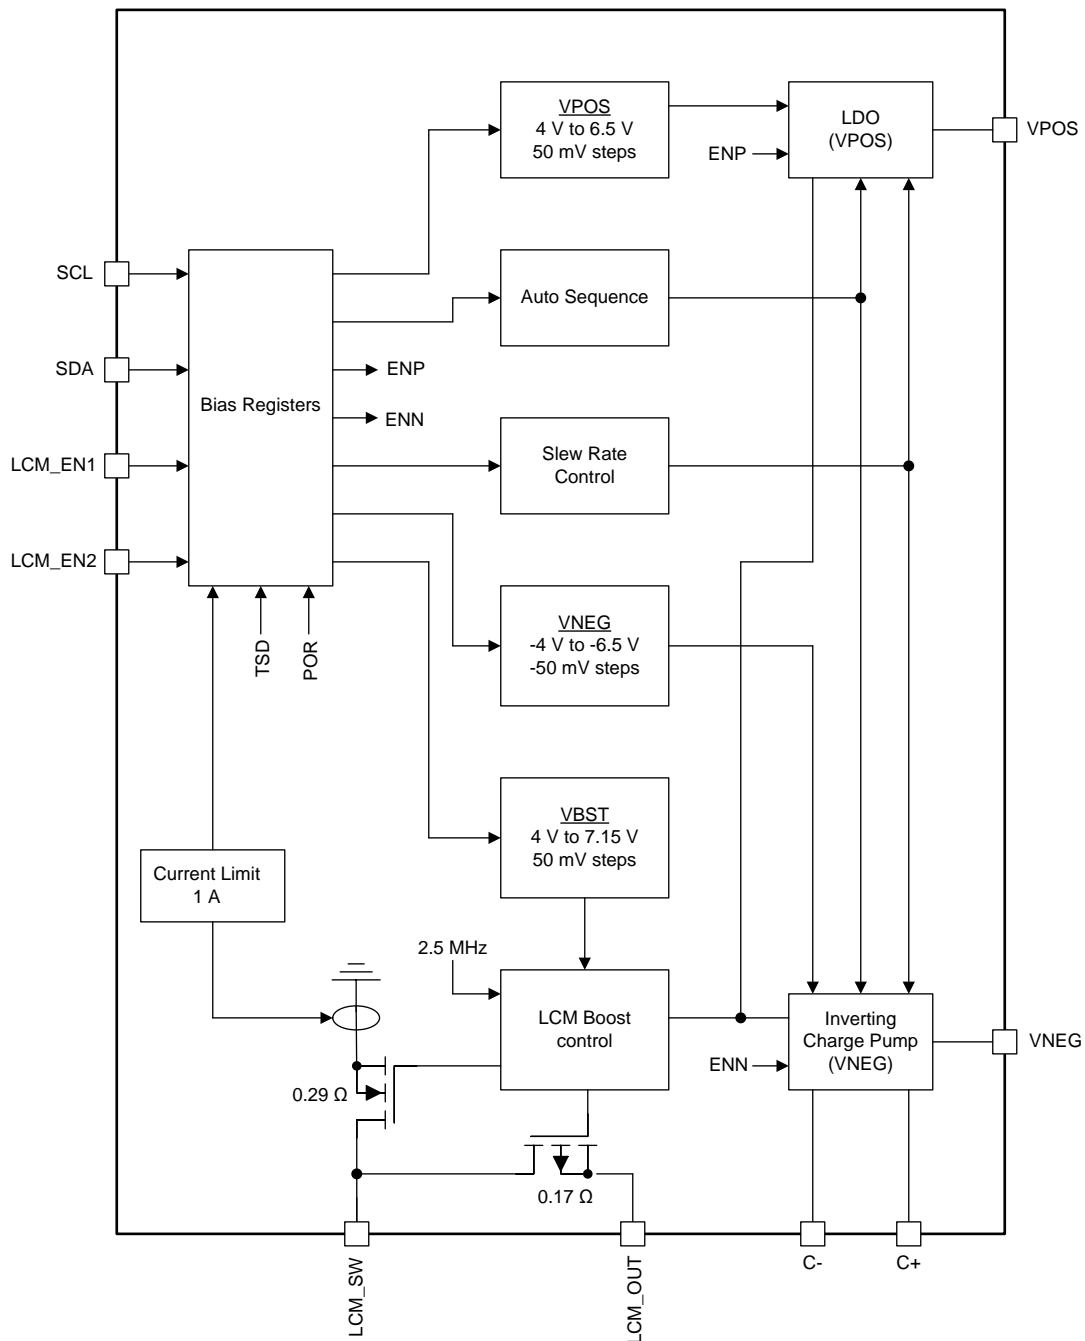 VPOS
4 V to 6.5 V
50 mV steps
LDO
(VPOS)
VPOS
ENP
SCL
Auto Sequence
SDA
ENP
Bias Registers
ENN
LCM_EN1
Slew Rate
Control
LCM_EN2
VNEG
-4 V to -6.5 V
-50 mV steps
TSD
POR
VBST
4 V to 7.15 V
50 mV steps
Current Limit
1 A
2.5 MHz
LCM Boost
control
Inverting
Charge Pump
(VNEG)
VNEG
ENN
0.29 Ω
0.17 Ω
LCM_SW
LCM_OUT
C-
C+